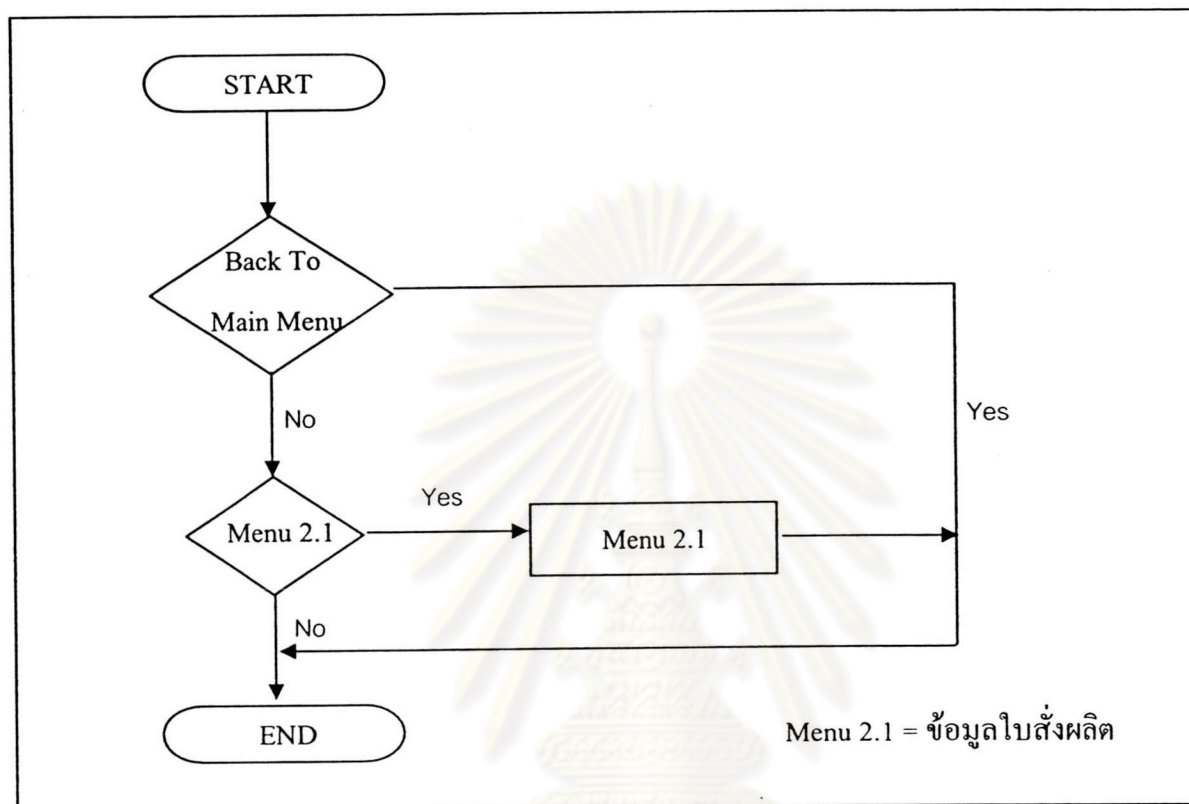 START
Back To
Main Menu
Yes
No
Yes
Menu 2.1
Menu 2.1
No
END
Menu 2.1 = ข้อมูลใบสั่งผลิต